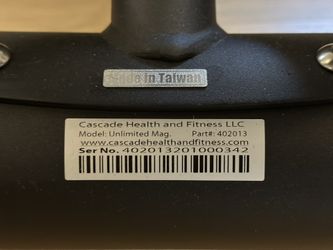 Made in Taiwan
Cascade Health and Fitness LLC
Model: Unlimited Mag. Part#: 402013
www.cascadehealthandfitness.com
Ser No. 402013201000342